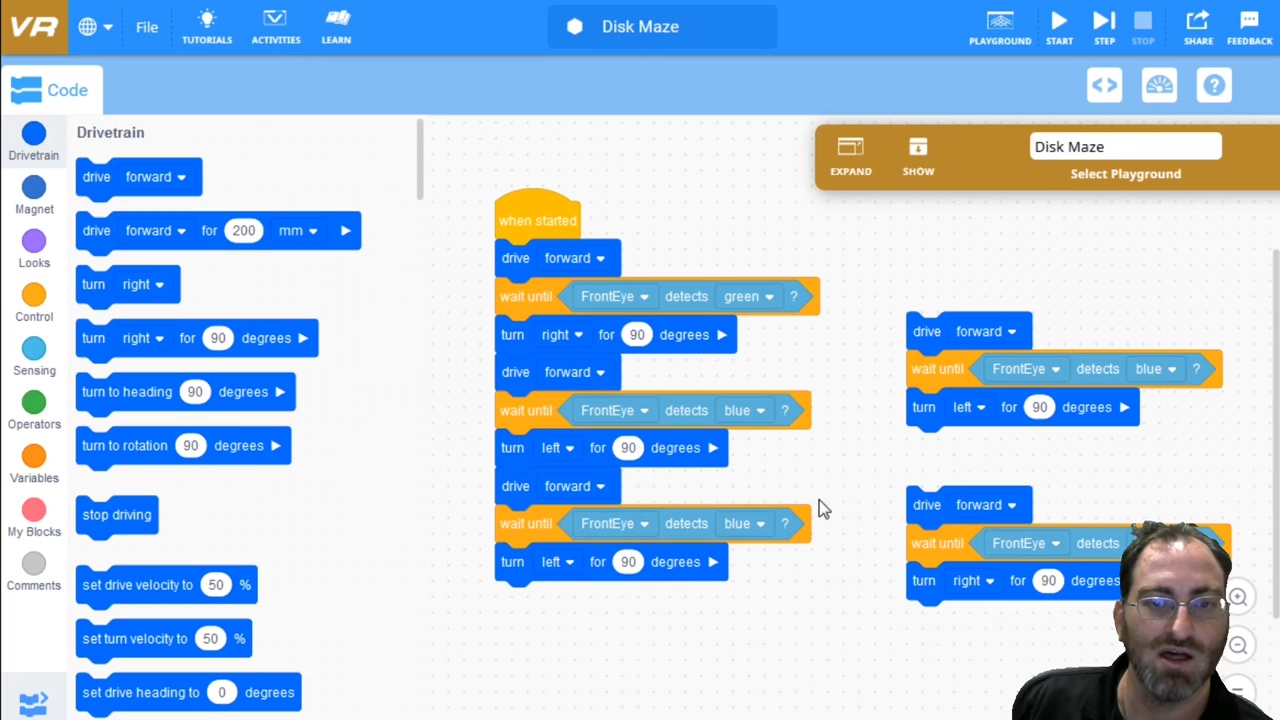 VR
File
TUTORIALS
ACTIVITIES
LEARN
Disk Maze
PLAYGROUND
START
STEP
STOP
SHARE
FEEDBACK
Code
<>
?
Drivetrain
Magnet
Looks
Control
Sensing
Operators
Variables
My Blocks
Comments
Drivetrain
drive forward
drive forward for 200 mm
turn right
turn right for 90 degrees
turn to heading 90 degrees
turn to rotation 90 degrees
stop driving
set drive velocity to 50 %
set turn velocity to 50 %
set drive heading to 0 degrees
when started
drive forward
wait until FrontEye detects green ?
turn right for 90 degrees
drive forward
wait until FrontEye detects blue ?
turn left for 90 degrees
drive forward
wait until FrontEye detects blue ?
turn left for 90 degrees
EXPAND
SHOW
Disk Maze
Select Playground
drive forward
wait until FrontEye detects blue ?
turn left for 90 degrees
drive forward
wait until FrontEye detects
turn right for 90 degrees